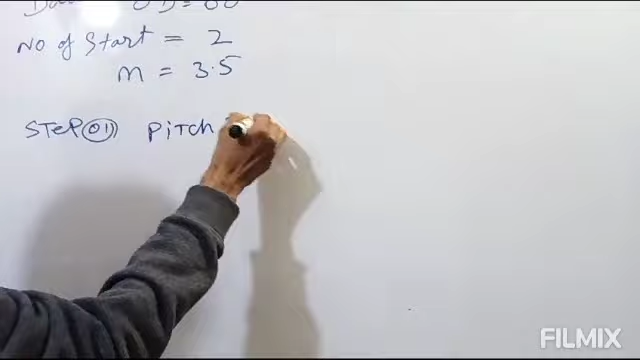 No of Start = 2
m = 3.5
STEP 01 PITCH
FILMIX